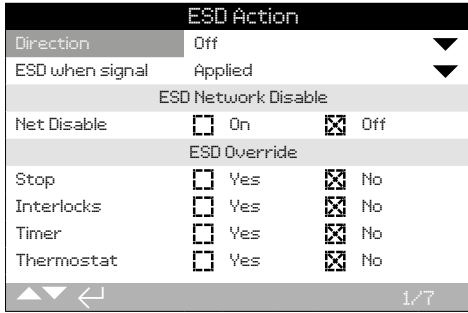 ESD Action
Direction Off
ESD when signal Applied
ESD Network Disable
Net Disable On Off
ESD Override
Stop Yes No
Interlocks Yes No
Timer Yes No
Thermostat Yes No
1/7